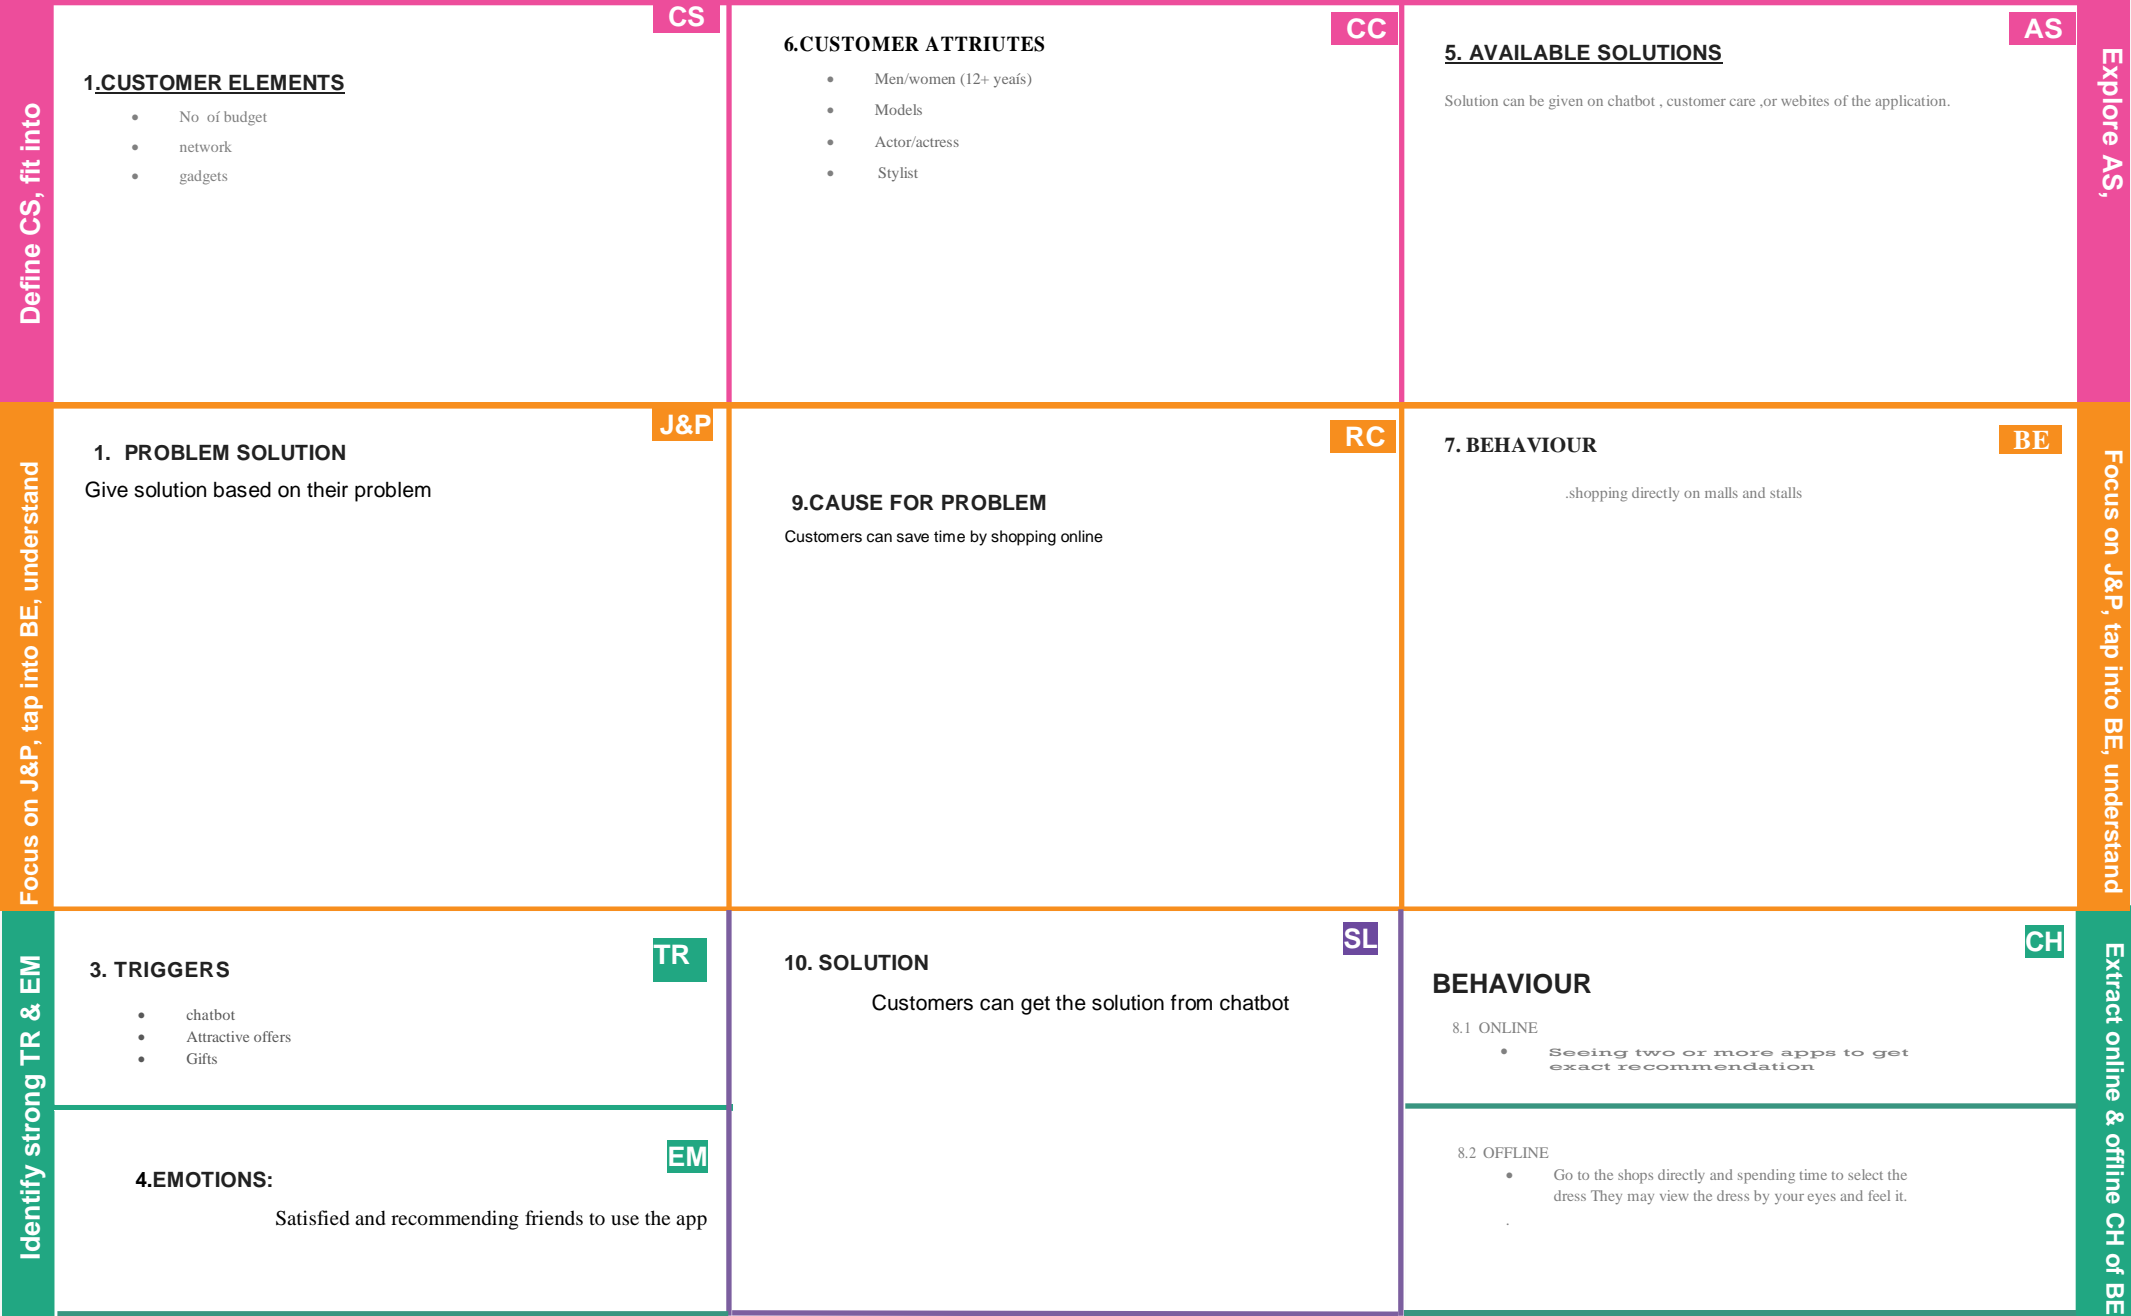 Define CS, fit into
CS
1.CUSTOMER ELEMENTS
• No oí budget
• network
• gadgets
CC
6.CUSTOMER ATTRIUTES
• Men/women (12+ yeaís)
• Models
• Actor/actress
• Stylist
AS
5. AVAILABLE SOLUTIONS
Solution can be given on chatbot , customer care ,or webites of the application.
Explore AS,
Focus on J&P, tap into BE, understand
J&P
1. PROBLEM SOLUTION
Give solution based on their problem
RC
9.CAUSE FOR PROBLEM
Customers can save time by shopping online
BE
7. BEHAVIOUR
.shopping directly on malls and stalls
Focus on J&P, tap into BE, understand
Identify strong TR & EM
TR
3. TRIGGERS
• chatbot
• Attractive offers
• Gifts
EM
4.EMOTIONS:
Satisfied and recommending friends to use the app
SL
10. SOLUTION
Customers can get the solution from chatbot
CH
BEHAVIOUR
8.1 ONLINE
• Seeing two or more apps to get
exact recommendation
8.2 OFFLINE
• Go to the shops directly and spending time to select the
dress They may view the dress by your eyes and feel it.
.
Extract online & offline CH of BE